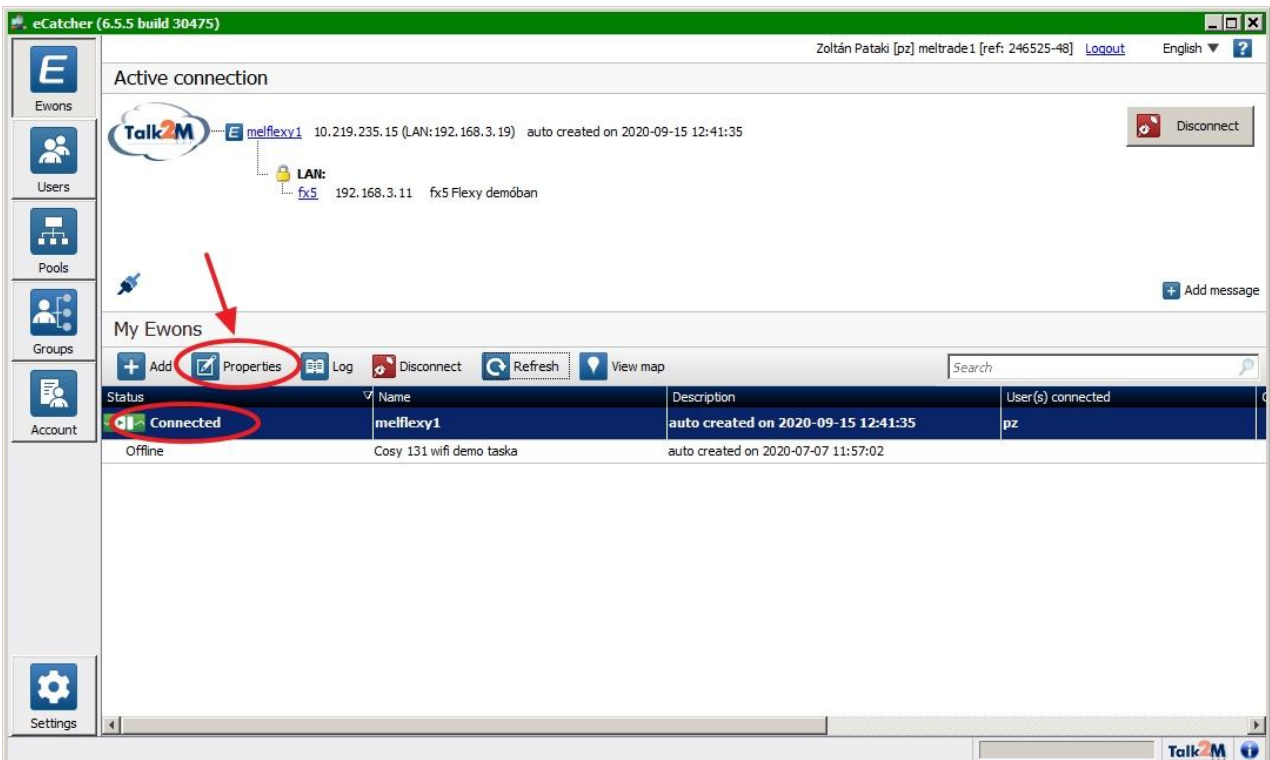 eCatcher (6.5.5 build 30475)
Zoltán Pataki [pz] meltrade1 [ref: 246525-48] Logout English ?
Active connection
Ewons
Talk2M
E melflexy1 10.219.235.15 (LAN:192.168.3.19) auto created on 2020-09-15 12:41:35
Disconnect
LAN:
fx5 192.168.3.11 fx5 Flexy demóban
Users
Pools
Add message
Groups
My Ewons
Add Properties Log Disconnect Refresh View map Search
Status Name Description User(s) connected
Connected melflexy1 auto created on 2020-09-15 12:41:35 pz
Account
Offline Cosy 131 wifi demo taska auto created on 2020-07-07 11:57:02
Settings
Talk2M